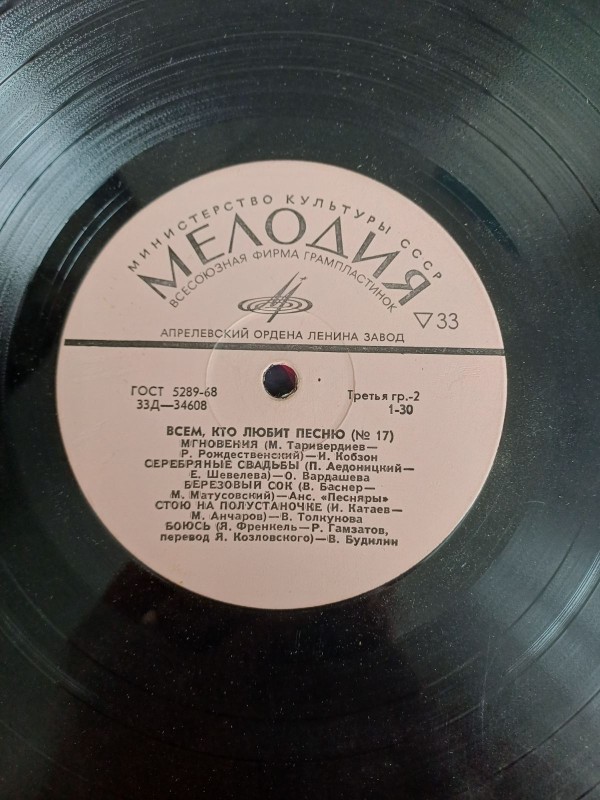 МИНИСТЕРСТВО КУЛЬТУРЫ СССР
МЕЛОДИЯ
ВСЕСОЮЗНАЯ ФИРМА ГРАМПЛАСТИНОК
▽33
АПРЕЛЕВСКИЙ ОРДЕНА ЛЕНИНА ЗАВОД
ГОСТ 5289-68 Третья гр.-2
33Д—34608 1-30
ВСЕМ, КТО ЛЮБИТ ПЕСНЮ (№ 17)
МГНОВЕНИЯ (М. Таривердиев—
Р. Рождественский)—И. Кобзон
СЕРЕБРЯНЫЕ СВАДЬБЫ (П. Аедоницкий—
Е. Шевелева)—О. Вардашева
БЕРЕЗОВЫЙ СОК (В. Баснер—
М. Матусовский)—Анс. «Песняры»
СТОЮ НА ПОЛУСТАНОЧКЕ (И. Катаев—
М. Анчаров)—В. Толкунова
БОЮСЬ (Я. Френкель—Р. Гамзатов,
перевод Я. Козловского)—В. Будилин